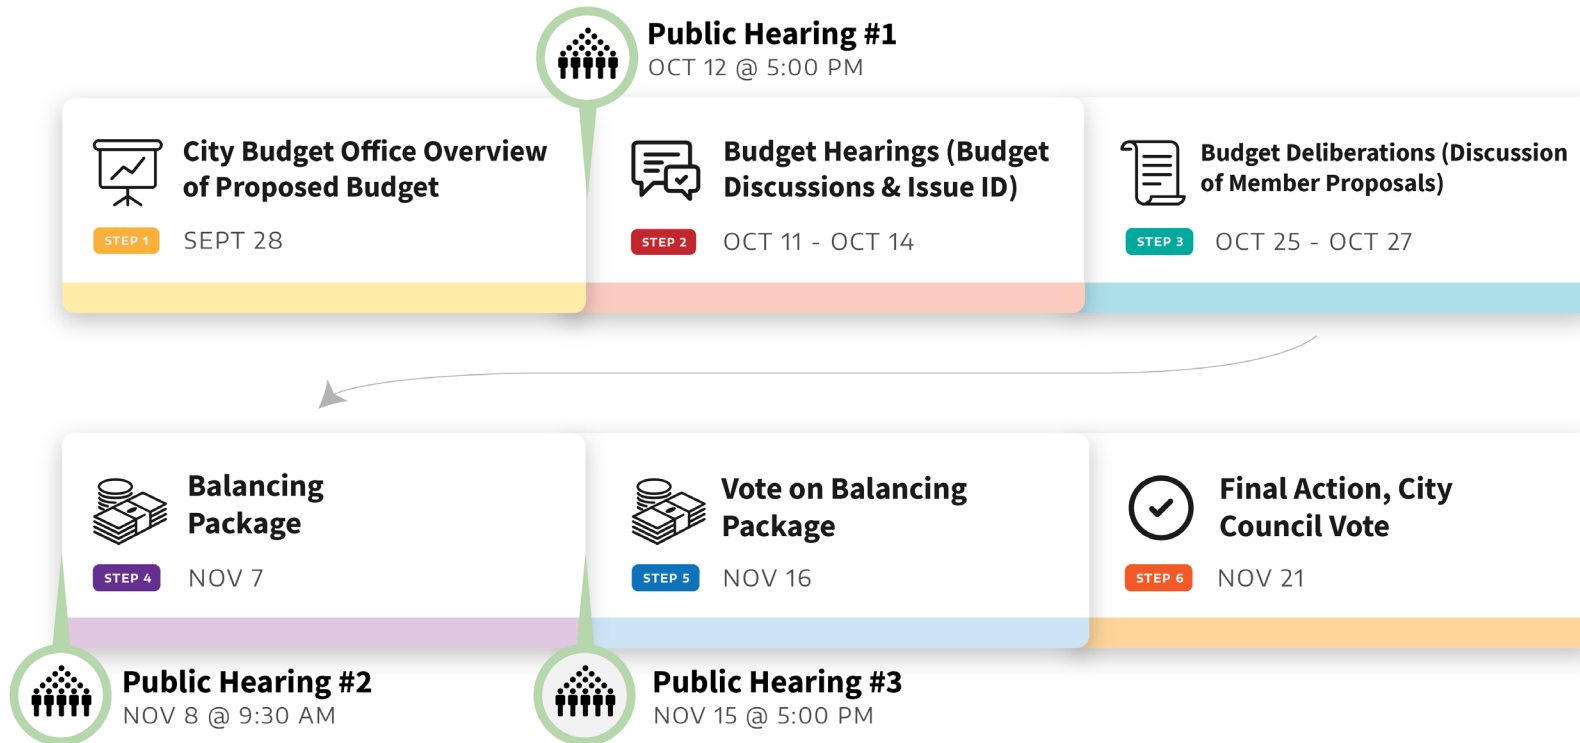 Public Hearing #1
OCT 12 @ 5:00 PM
City Budget Office Overview
of Proposed Budget
STEP 1
SEPT 28
Budget Hearings (Budget
Discussions & Issue ID)
STEP 2
OCT 11 - OCT 14
Budget Deliberations (Discussion
of Member Proposals)
STEP 3
OCT 25 - OCT 27
Balancing
Package
STEP 4
NOV 7
Vote on Balancing
Package
STEP 5
NOV 16
Final Action, City
Council Vote
STEP 6
NOV 21
Public Hearing #2
NOV 8 @ 9:30 AM
Public Hearing #3
NOV 15 @ 5:00 PM